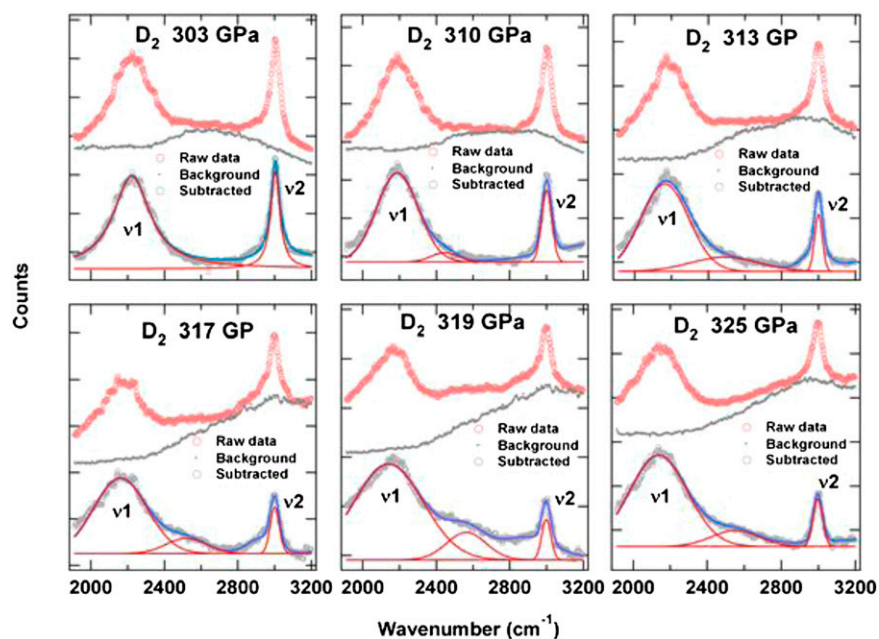 D2 303 GPa
Raw data
Background
Subtracted
ν1
ν2
D2 310 GPa
Raw data
Background
Subtracted
ν1
ν2
D2 313 GP
Raw data
Background
Subtracted
ν1
ν2
Counts
D2 317 GP
Raw data
Background
Subtracted
ν1
ν2
D2 319 GPa
Raw data
Background
Subtracted
ν1
ν2
D2 325 GPa
Raw data
Background
Subtracted
ν1
ν2
2000 2400 2800 3200
2000 2400 2800 3200
2000 2400 2800 3200
Wavenumber (cm-1)